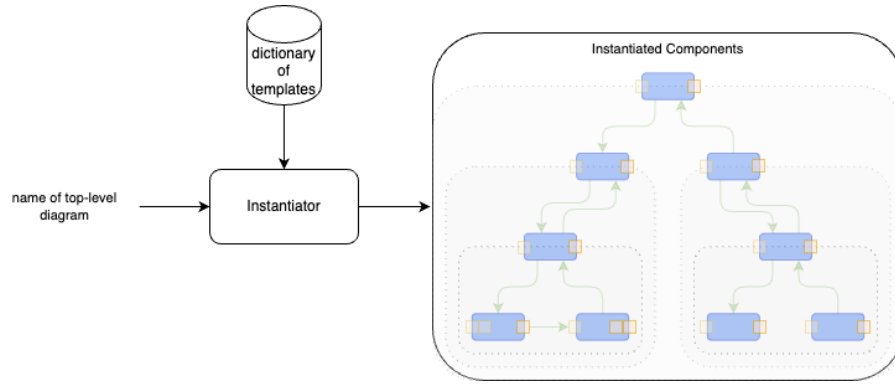 dictionary
of
templates
Instantiated Components
name of top-level
diagram
Instantiator